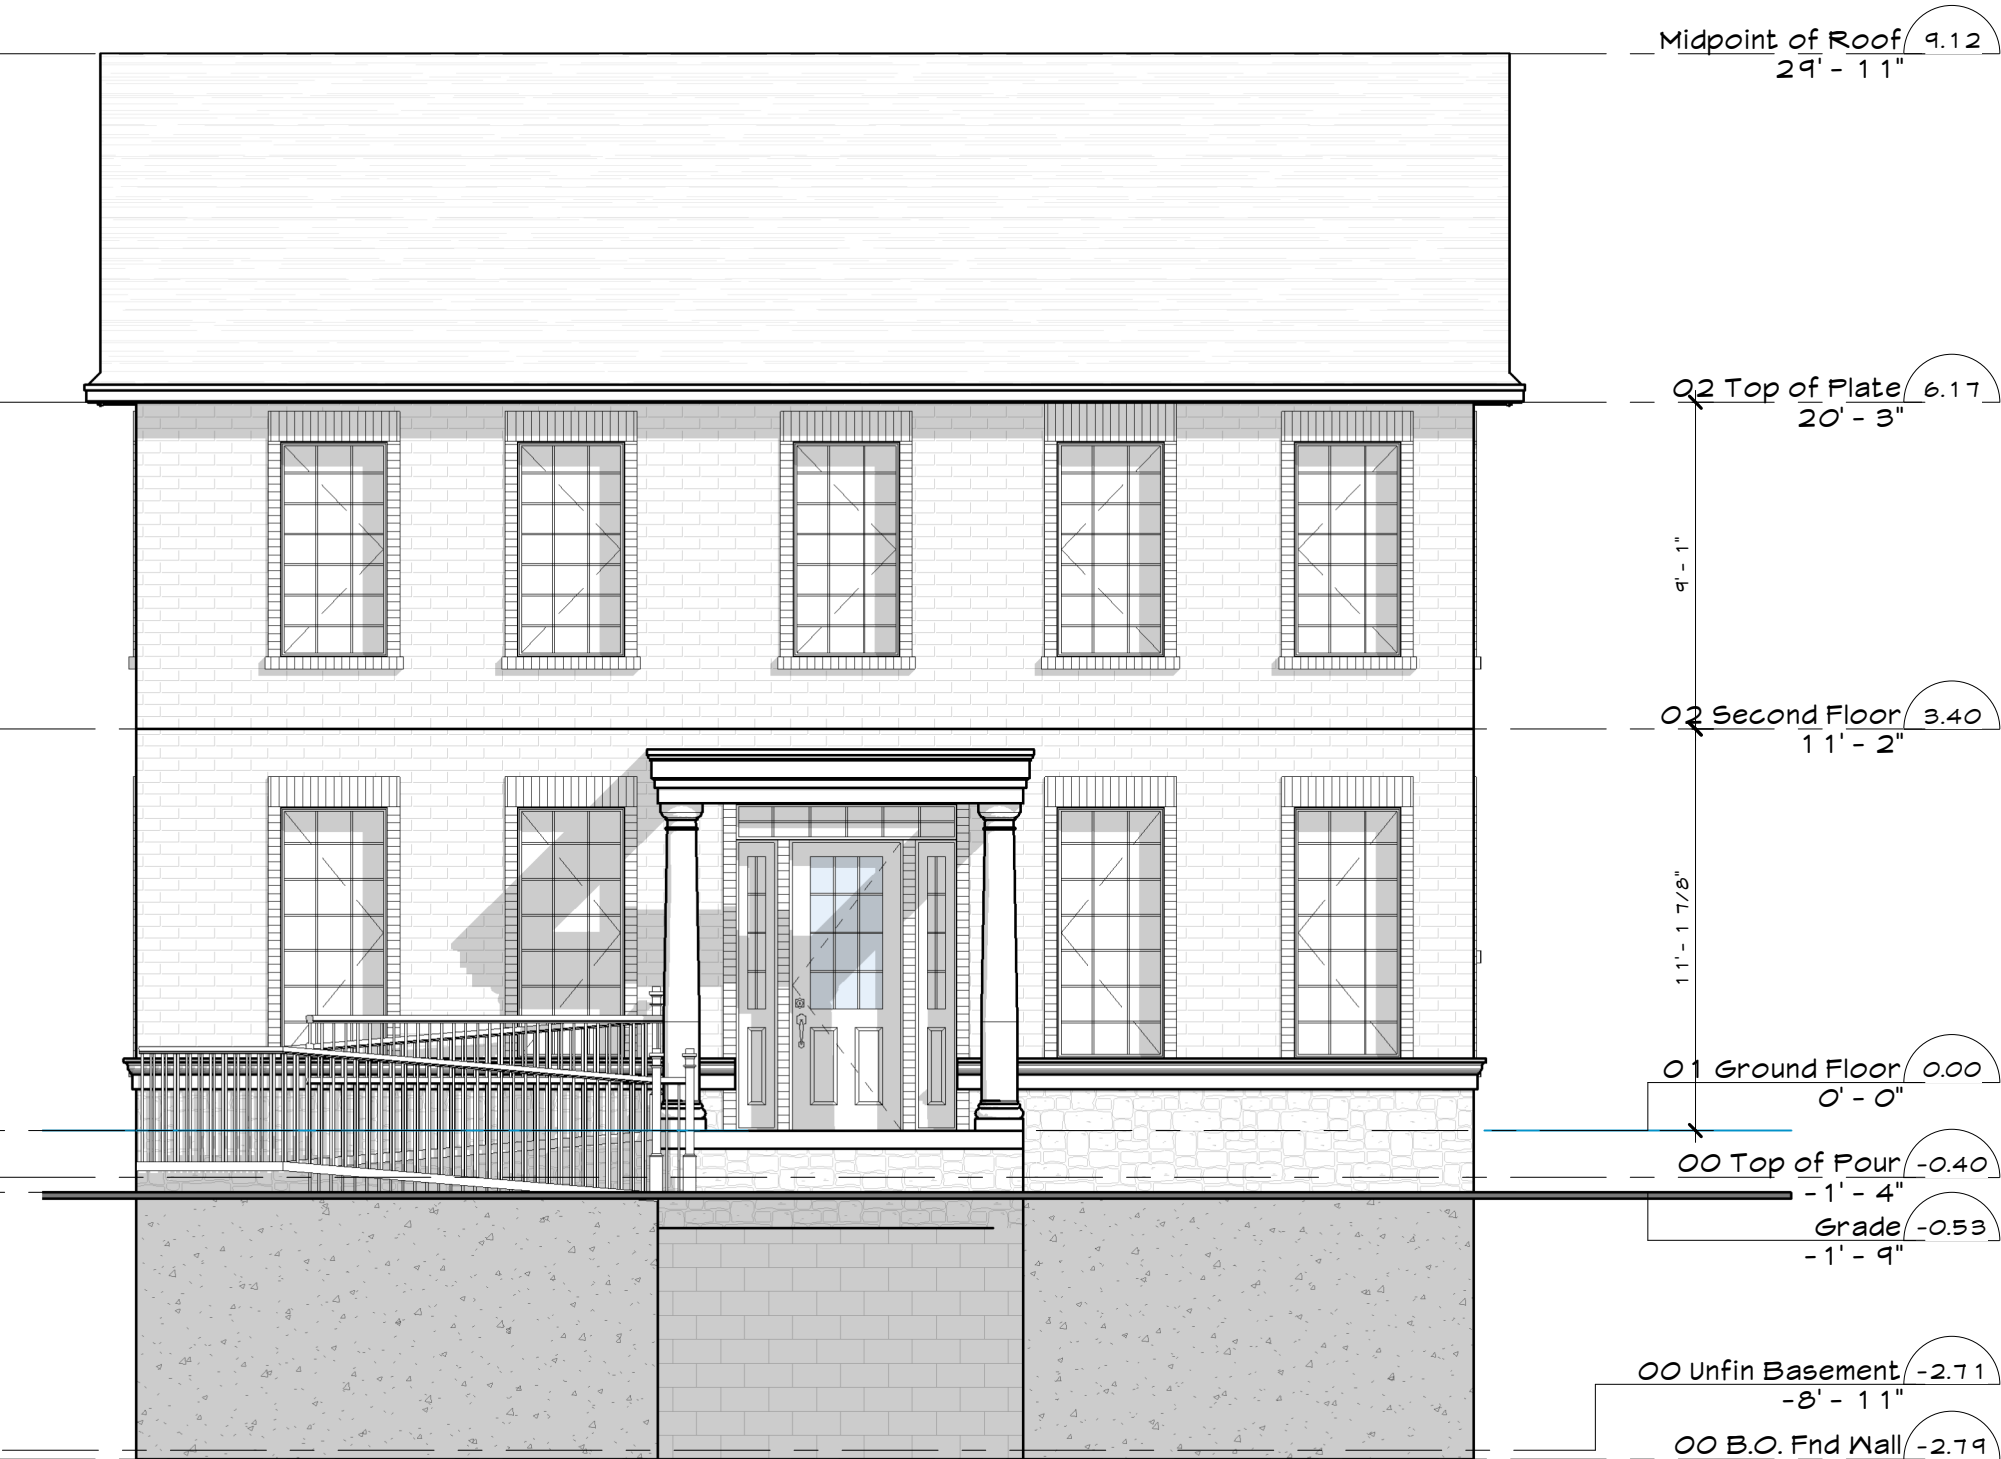 Midpoint of Roof 9.12
29' - 11"
02 Top of Plate 6.17
20' - 3"
9' - 1"
02 Second Floor 3.40
11' - 2"
11' - 1 7/8"
01 Ground Floor 0.00
0' - 0"
00 Top of Pour -0.40
-1' - 4"
Grade -0.53
-1' - 9"
00 Unfin Basement -2.71
-8' - 11"
00 B.O. Fnd Wall -2.79